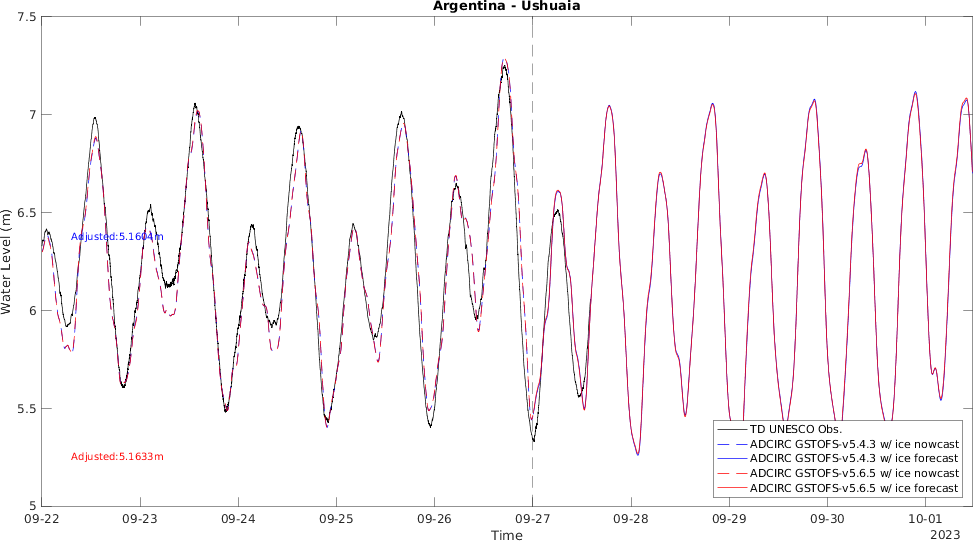 Argentina - Ushuaia
7.5
7
6.5
6
5.5
5
Water Level (m)
Adjusted:5.1604m
Adjusted:5.1633m
TD UNESCO Obs.
ADCIRC GSTOFS-v5.4.3 w/ ice nowcast
ADCIRC GSTOFS-v5.4.3 w/ ice forecast
ADCIRC GSTOFS-v5.6.5 w/ ice nowcast
ADCIRC GSTOFS-v5.6.5 w/ ice forecast
09-22 09-23 09-24 09-25 09-26 09-27 09-28 09-29 09-30 10-01
Time
2023